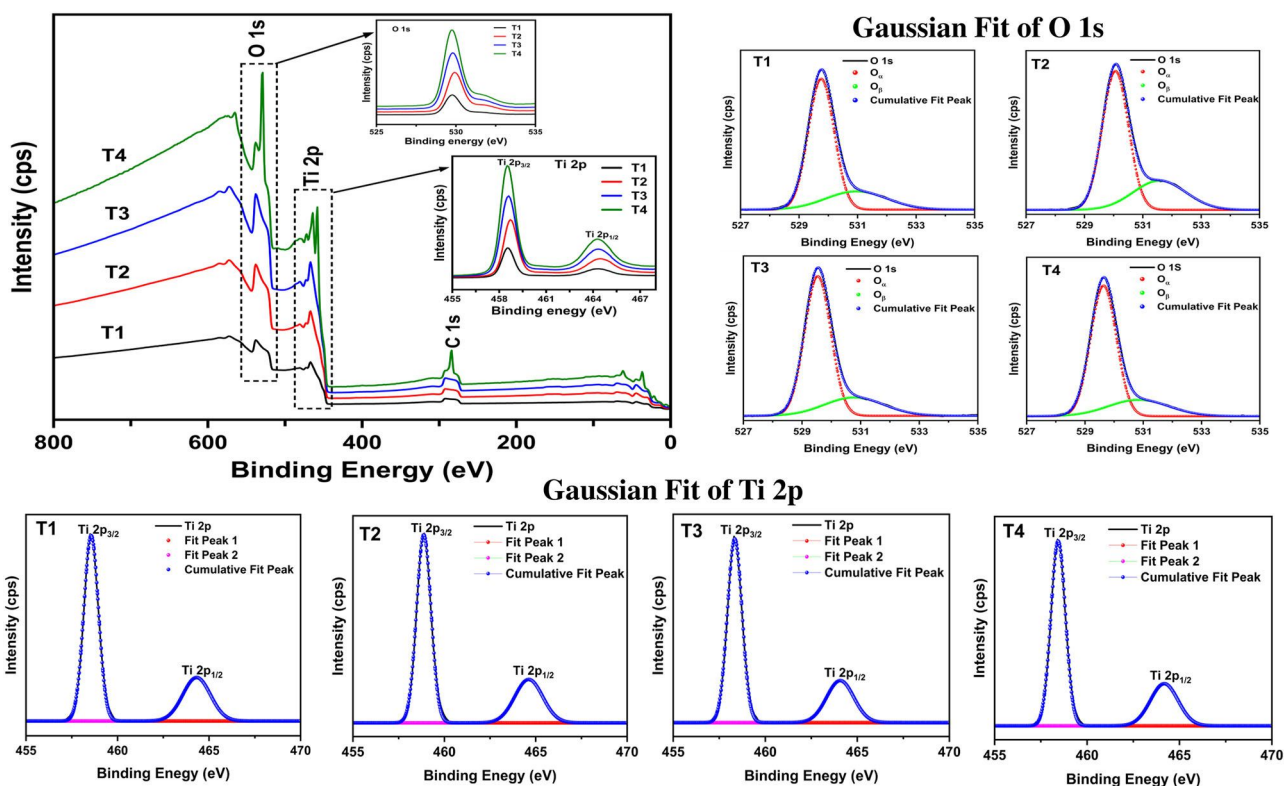 O 1s
T1
T2
T3
T4
525
530
535
Binding energy (eV)
Intensity (cps)
Ti 2p3/2
Ti 2p
T1
T2
T3
T4
Ti 2p1/2
455
458
461
464
467
Binding Energy (eV)
Intensity (cps)
O 1s
Ti 2p
C 1s
T4
T3
T2
T1
800
600
400
200
0
Binding Energy (eV)
Intensity (cps)
Gaussian Fit of O 1s
T1
O 1s
Oα
Oβ
Cumulative Fit Peak
527
529
531
533
535
Binding Enegy (eV)
Intensity (cps)
T2
O 1s
Oα
Oβ
Cumulative Fit Peak
527
529
531
533
535
Binding Enegy (eV)
Intensity (cps)
T3
O 1s
Oα
Oβ
Cumulative Fit Peak
527
529
531
533
535
Binding Enegy (eV)
Intensity (cps)
T4
O 1S
Oα
Oβ
Cumulative Fit Peak
527
529
531
533
535
Binding Enegy (eV)
Intensity (cps)
Gaussian Fit of Ti 2p
T1
Ti 2p3/2
Ti 2p
Fit Peak 1
Fit Peak 2
Cumulative Fit Peak
Ti 2p1/2
455
460
465
470
Binding Energy (eV)
Intensity (cps)
T2
Ti 2p3/2
Ti 2p
Fit Peak 1
Fit Peak 2
Cumulative Fit Peak
Ti 2p1/2
455
460
465
470
Binding Energy (eV)
Intensity (cps)
T3
Ti 2p3/2
Ti 2p
Fit Peak 1
Fit Peak 2
Cumulative Fit Peak
Ti 2p1/2
455
460
465
470
Binding Energy (eV)
Intensity (cps)
T4
Ti 2p3/2
Ti 2p
Fit Peak 1
Fit Peak 2
Cumulative Fit Peak
Ti 2p1/2
455
460
465
470
Binding Energy (eV)
Intensity (cps)